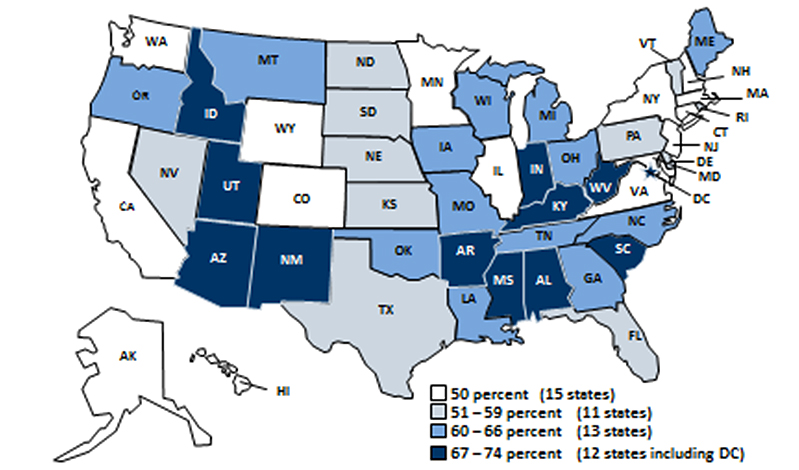 WA
MT
ND
MN
VT
ME
OR
ID
SD
WI
MI
NY
NH
MA
RI
CT
WY
NE
IA
PA
NJ
DE
MD
DC
NV
UT
CO
KS
IL
IN
OH
WV
VA
CA
MO
KY
AZ
NM
OK
AR
TN
NC
SC
TX
LA
MS
AL
GA
FL
AK
HI
50 percent (15 states)
51 – 59 percent (11 states)
60 – 66 percent (13 states)
67 – 74 percent (12 states including DC)